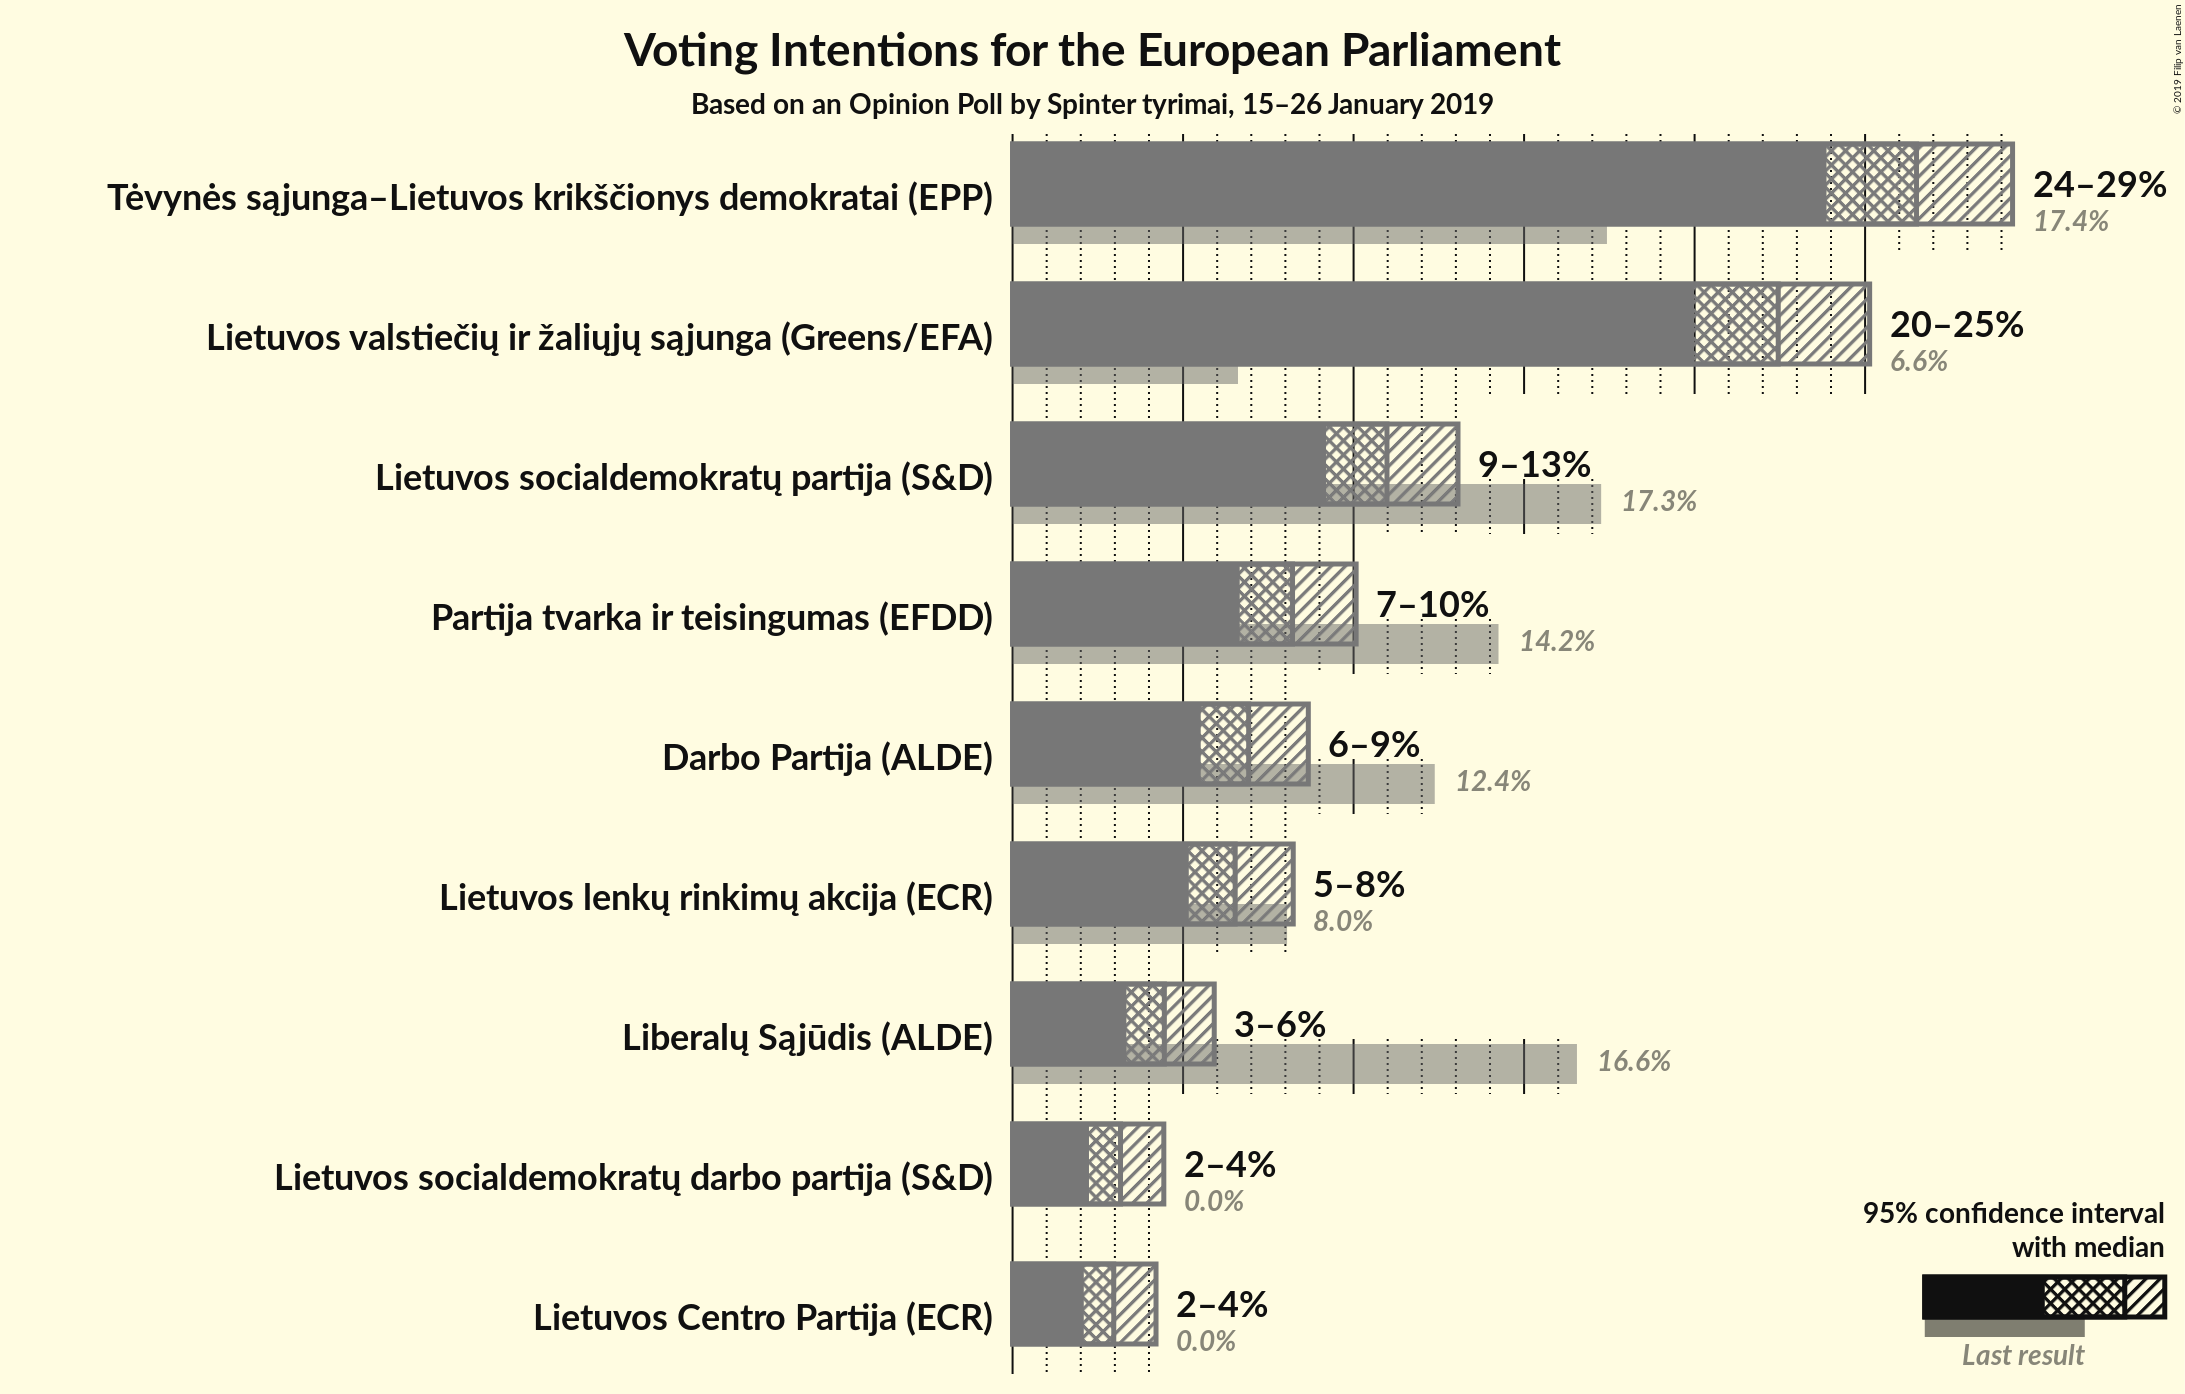 Voting Intentions for the European Parliament
Based on an Opinion Poll by Spinter tyrimai, 15–26 January 2019
© 2019 Filip van Laenen
Tėvynės sąjunga–Lietuvos krikščionys demokratai (EPP)
24–29%
17.4%
Lietuvos valstiečių ir žaliųjų sąjunga (Greens/EFA)
20–25%
6.6%
Lietuvos socialdemokratų partija (S&D)
9–13%
17.3%
Partija tvarka ir teisingumas (EFDD)
7–10%
14.2%
Darbo Partija (ALDE)
6–9%
12.4%
Lietuvos lenkų rinkimų akcija (ECR)
5–8%
8.0%
Liberalų Sąjūdis (ALDE)
3–6%
16.6%
Lietuvos socialdemokratų darbo partija (S&D)
2–4%
0.0%
Lietuvos Centro Partija (ECR)
2–4%
0.0%
95% confidence interval
with median
Last result